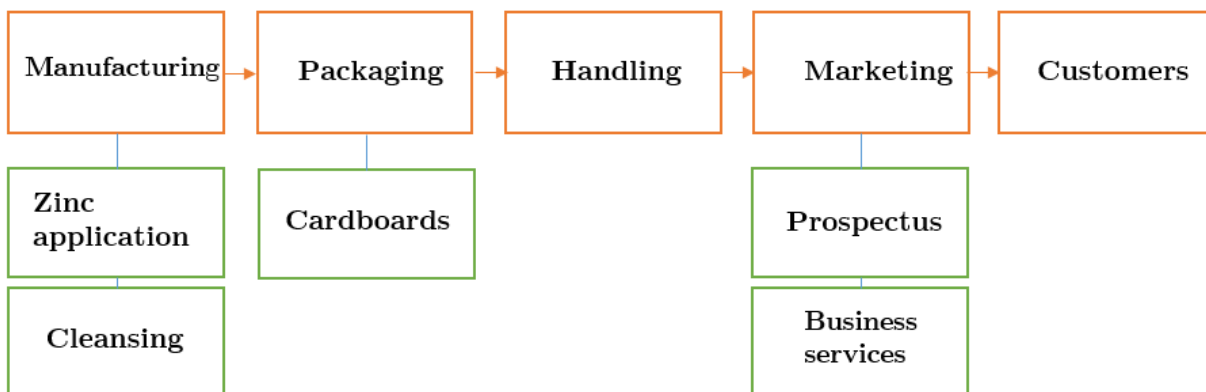 Manufacturing
Packaging
Handling
Marketing
Customers
Zinc
application
Cardboards
Prospectus
Cleansing
Business
services